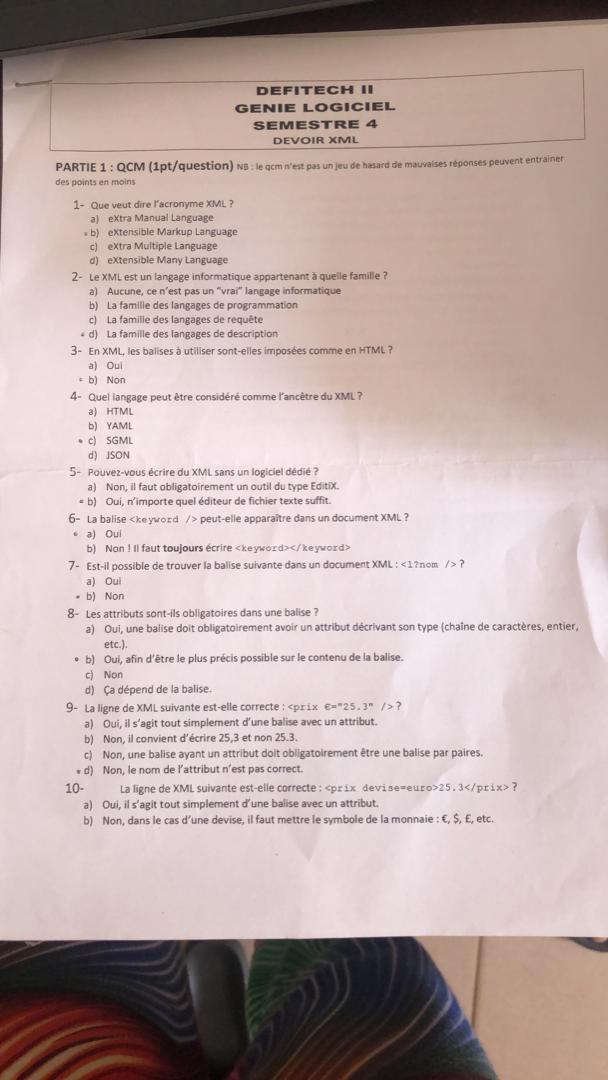 DEFITECH II
GENIE LOGICIEL
SEMESTRE 4
DEVOIR XML
PARTIE 1 : QCM (1pt/question) NB : le qcm n'est pas un jeu de hasard de mauvaises réponses peuvent entrainer
des points en moins
1- Que veut dire l'acronyme XML ?
a) eXtra Manual Language
b) eXtensible Markup Language
c) eXtra Multiple Language
d) eXtensible Many Language
2- Le XML est un langage informatique appartenant à quelle famille ?
a) Aucune, ce n'est pas un "vrai" langage informatique
b) La famille des langages de programmation
c) La famille des langages de requête
d) La famille des langages de description
3- En XML, les balises à utiliser sont-elles imposées comme en HTML ?
a) Oui
b) Non
4- Quel langage peut être considéré comme l'ancêtre du XML ?
a) HTML
b) YAML
c) SGML
d) JSON
5- Pouvez-vous écrire du XML sans un logiciel dédié ?
a) Non, il faut obligatoirement un outil du type EditiX.
b) Oui, n'importe quel éditeur de fichier texte suffit.
6- La balise <keyword /> peut-elle apparaître dans un document XML ?
a) Oui
b) Non ! Il faut toujours écrire <keyword></keyword>
7- Est-il possible de trouver la balise suivante dans un document XML : <1?nom /> ?
a) Oui
b) Non
8- Les attributs sont-ils obligatoires dans une balise ?
a) Oui, une balise doit obligatoirement avoir un attribut décrivant son type (chaîne de caractères, entier,
etc.).
b) Oui, afin d'être le plus précis possible sur le contenu de la balise.
c) Non
d) Ça dépend de la balise.
9- La ligne de XML suivante est-elle correcte : <prix €="25.3" /> ?
a) Oui, il s'agit tout simplement d'une balise avec un attribut.
b) Non, il convient d'écrire 25,3 et non 25.3.
c) Non, une balise ayant un attribut doit obligatoirement être une balise par paires.
d) Non, le nom de l'attribut n'est pas correct.
10- La ligne de XML suivante est-elle correcte : <prix devise=euro>25.3</prix> ?
a) Oui, il s'agit tout simplement d'une balise avec un attribut.
b) Non, dans le cas d'une devise, il faut mettre le symbole de la monnaie : €, $, £, etc.